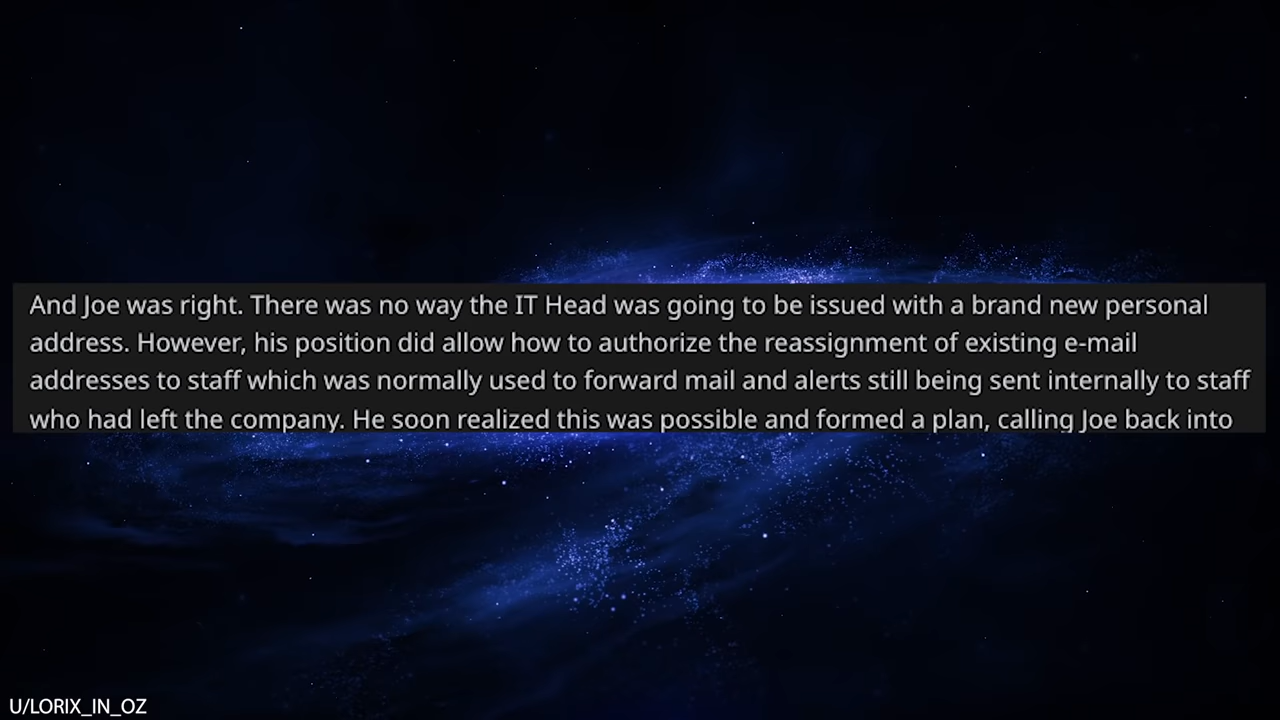 And Joe was right. There was no way the IT Head was going to be issued with a brand new personal
address. However, his position did allow how to authorize the reassignment of existing e-mail
addresses to staff which was normally used to forward mail and alerts still being sent internally to staff
who had left the company. He soon realized this was possible and formed a plan, calling Joe back into
U/LORIX_IN_OZ